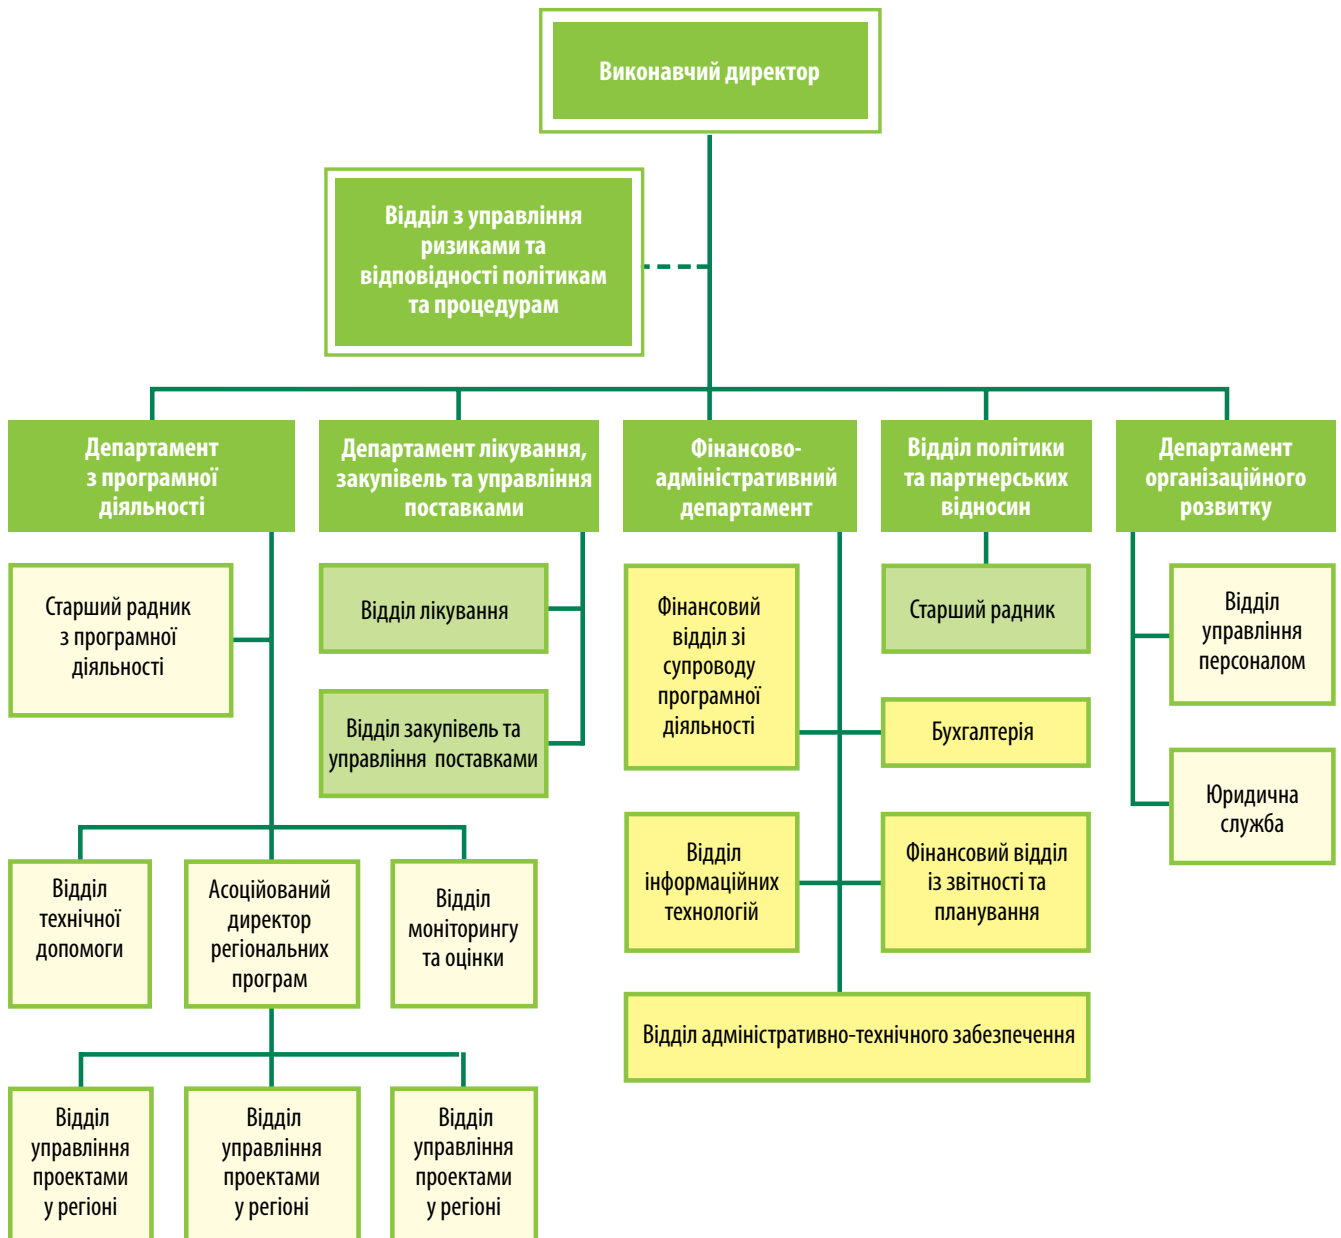 Виконавчий директор
Відділ з управління
ризиками та
відповідності політикам
та процедурам
Департамент
з програмної
діяльності
Департамент лікування,
закупівель та управління
поставками
Фінансово-
адміністративний
департамент
Відділ політики
та партнерських
відносин
Департамент
організаційного
розвитку
Старший радник
з програмної
діяльності
Відділ лікування
Відділ закупівель та
управління поставками
Фінансовий
відділ зі
супроводу
програмної
діяльності
Старший радник
Бухгалтерія
Відділ
управління
персоналом
Юридична
служба
Відділ
технічної
допомоги
Асоційований
директор
регіональних
програм
Відділ
моніторингу
та оцінки
Відділ
інформаційних
технологій
Фінансовий відділ
із звітності та
планування
Відділ адміністративно-технічного забезпечення
Відділ
управління
проектами
у регіоні
Відділ
управління
проектами
у регіоні
Відділ
управління
проектами
у регіоні